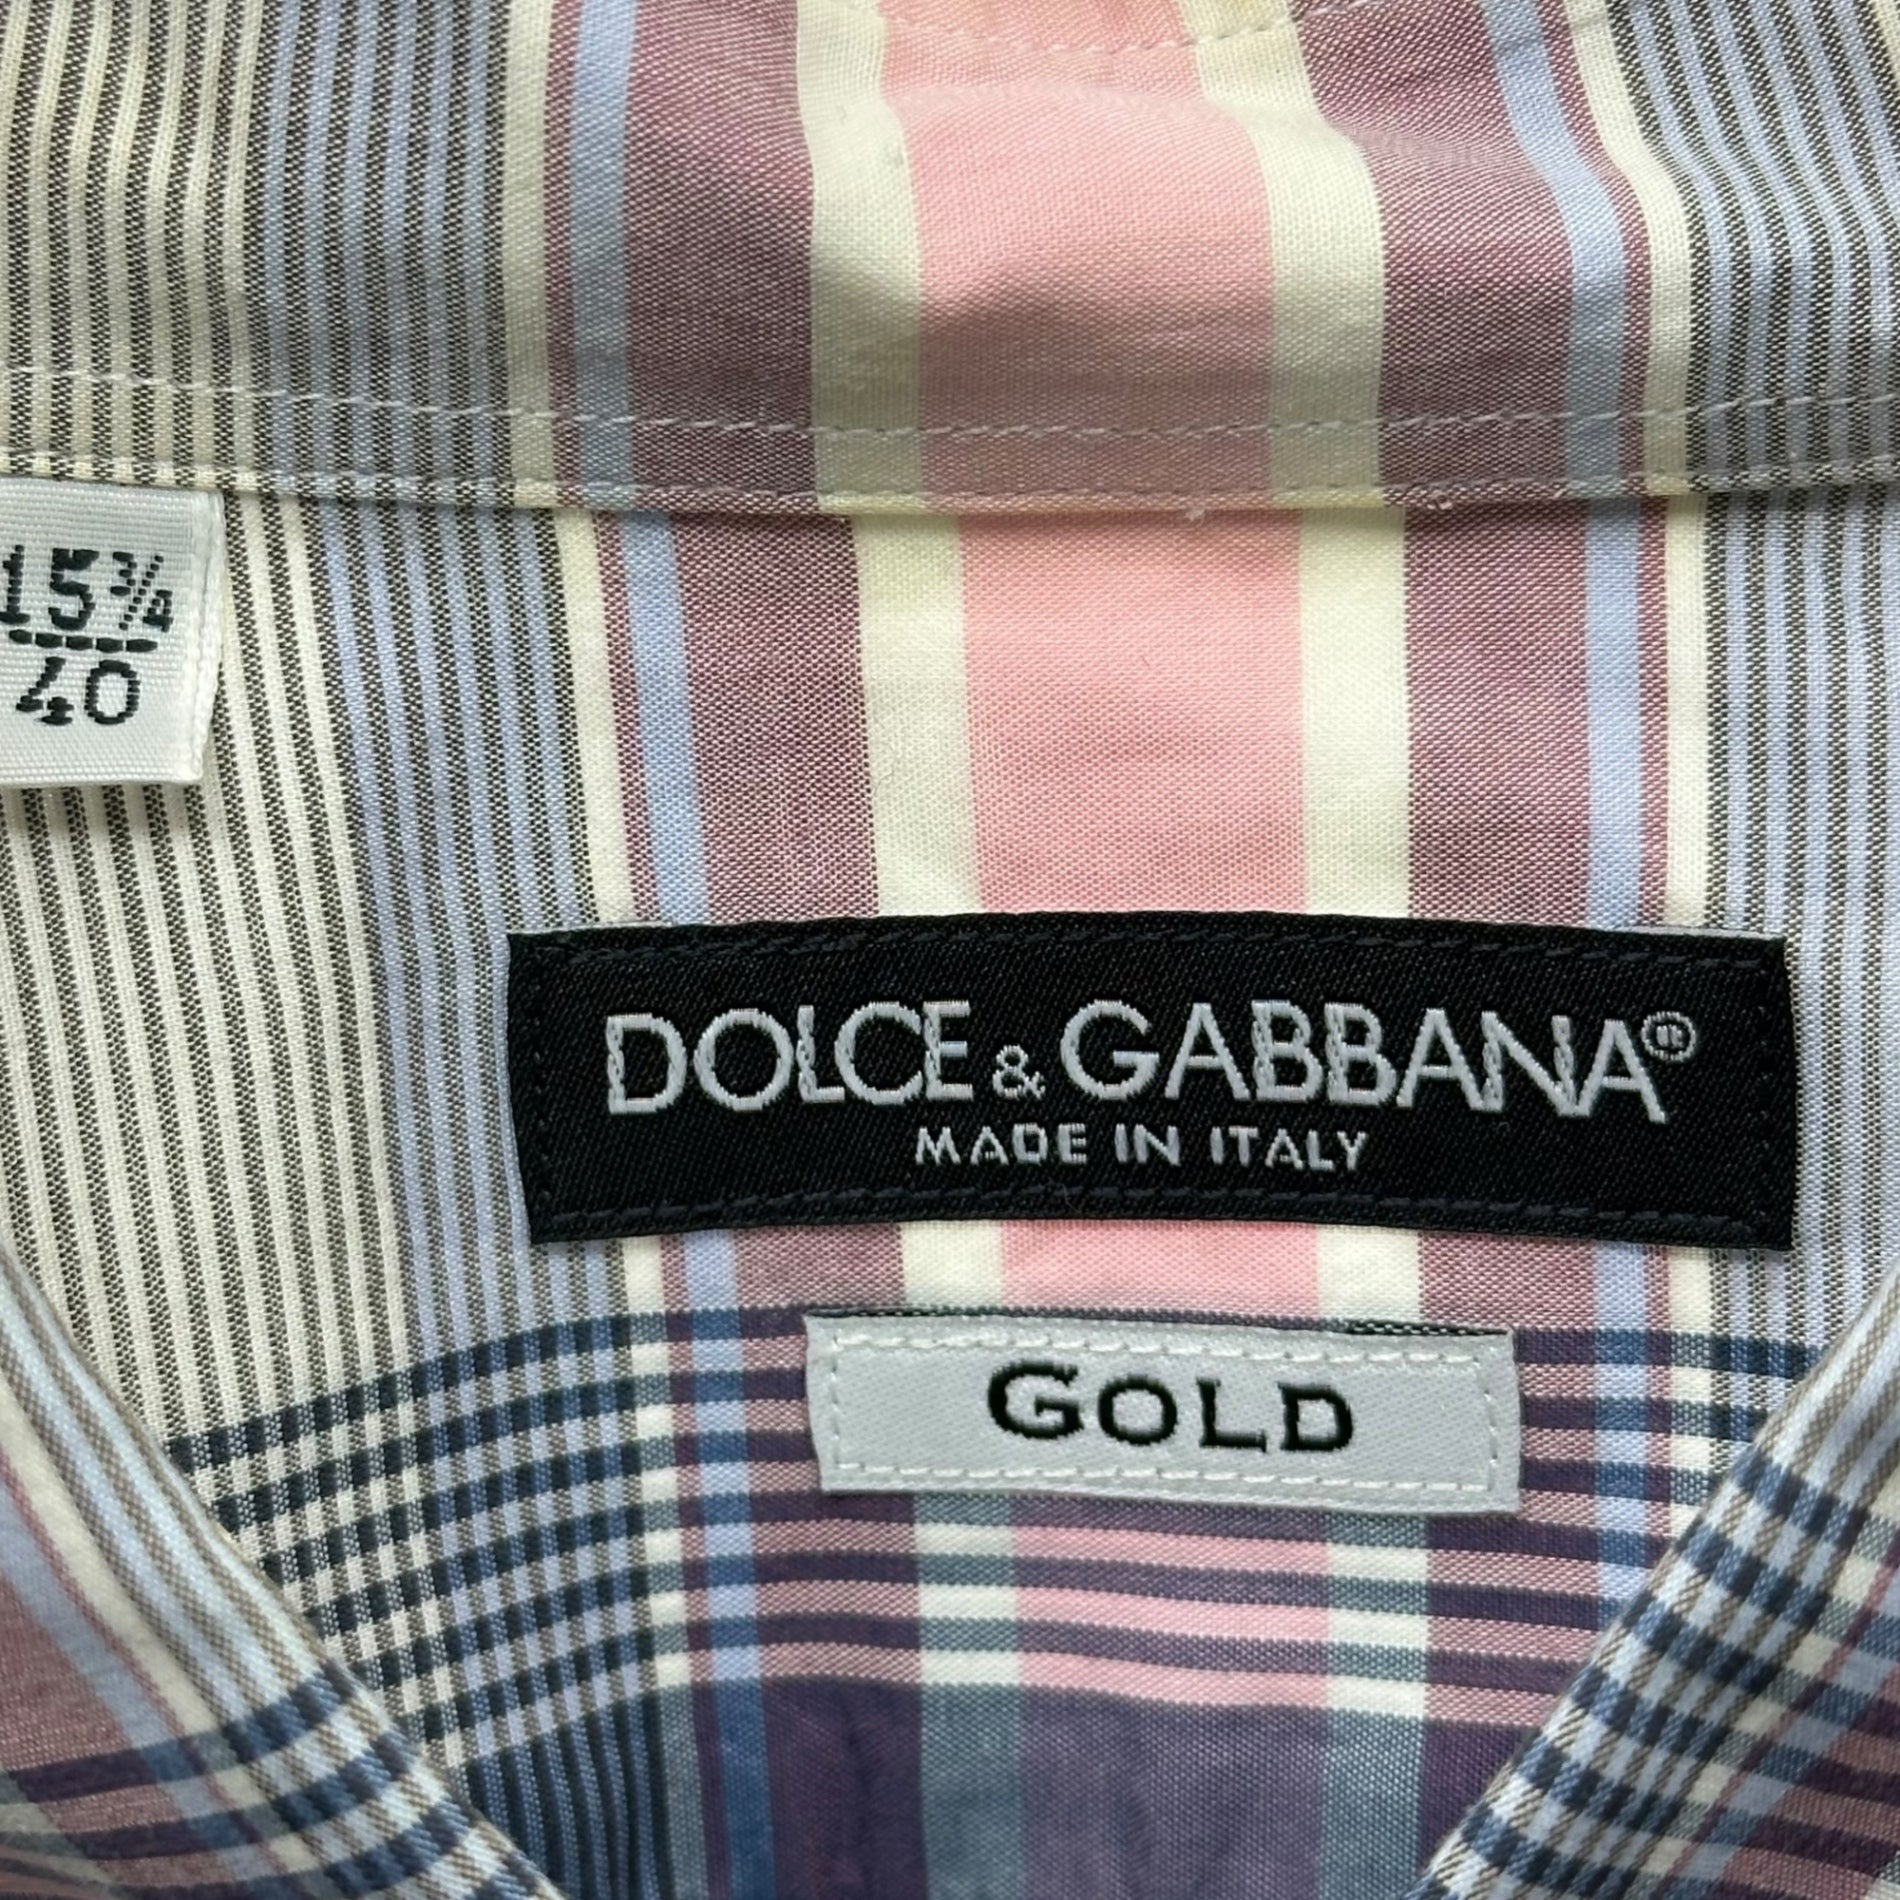 15¾
40
DOLCE & GABBANA®
MADE IN ITALY
GOLD